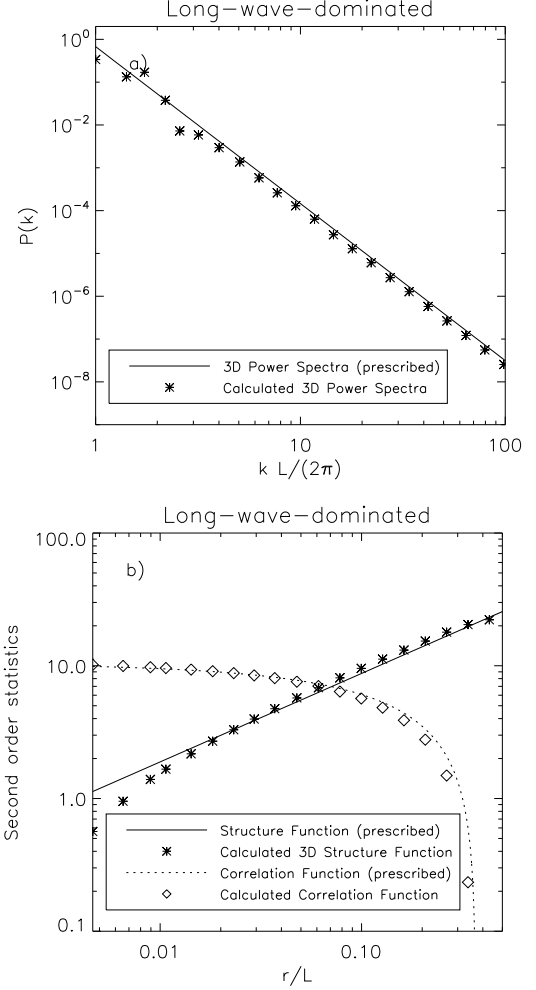 Long-wave-dominated
a)
10^0
10^-2
10^-4
10^-6
10^-8
P(k)
3D Power Spectra (prescribed)
Calculated 3D Power Spectra
1 10 100
k L/(2π)
Long-wave-dominated
b)
100.0
10.0
1.0
0.1
Second order statistics
Structure Function (prescribed)
Calculated 3D Structure Function
Correlation Function (prescribed)
Calculated Correlation Function
0.01 0.10
r/L